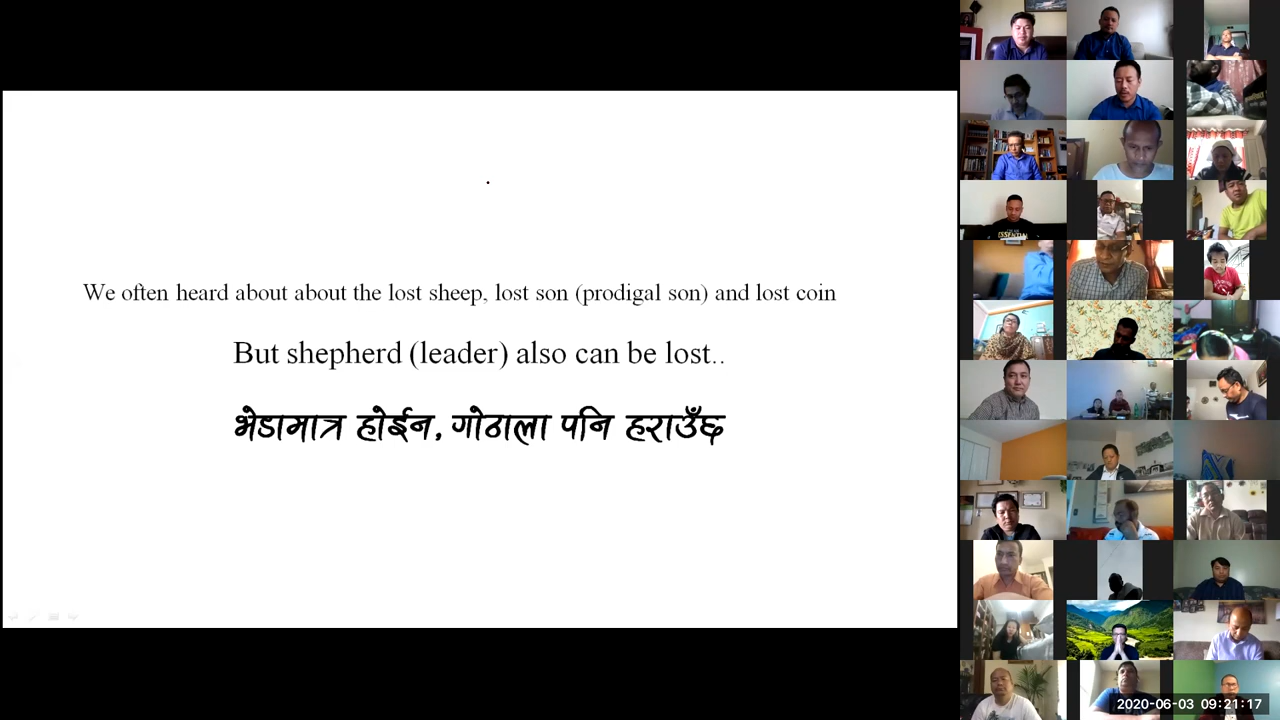 We often heard about about the lost sheep, lost son (prodigal son) and lost coin
But shepherd (leader) also can be lost..
भेडामात्र होईन, गोठाला पनि हराउँछ
ESSENTIAL
2020-06-03 09:21:17